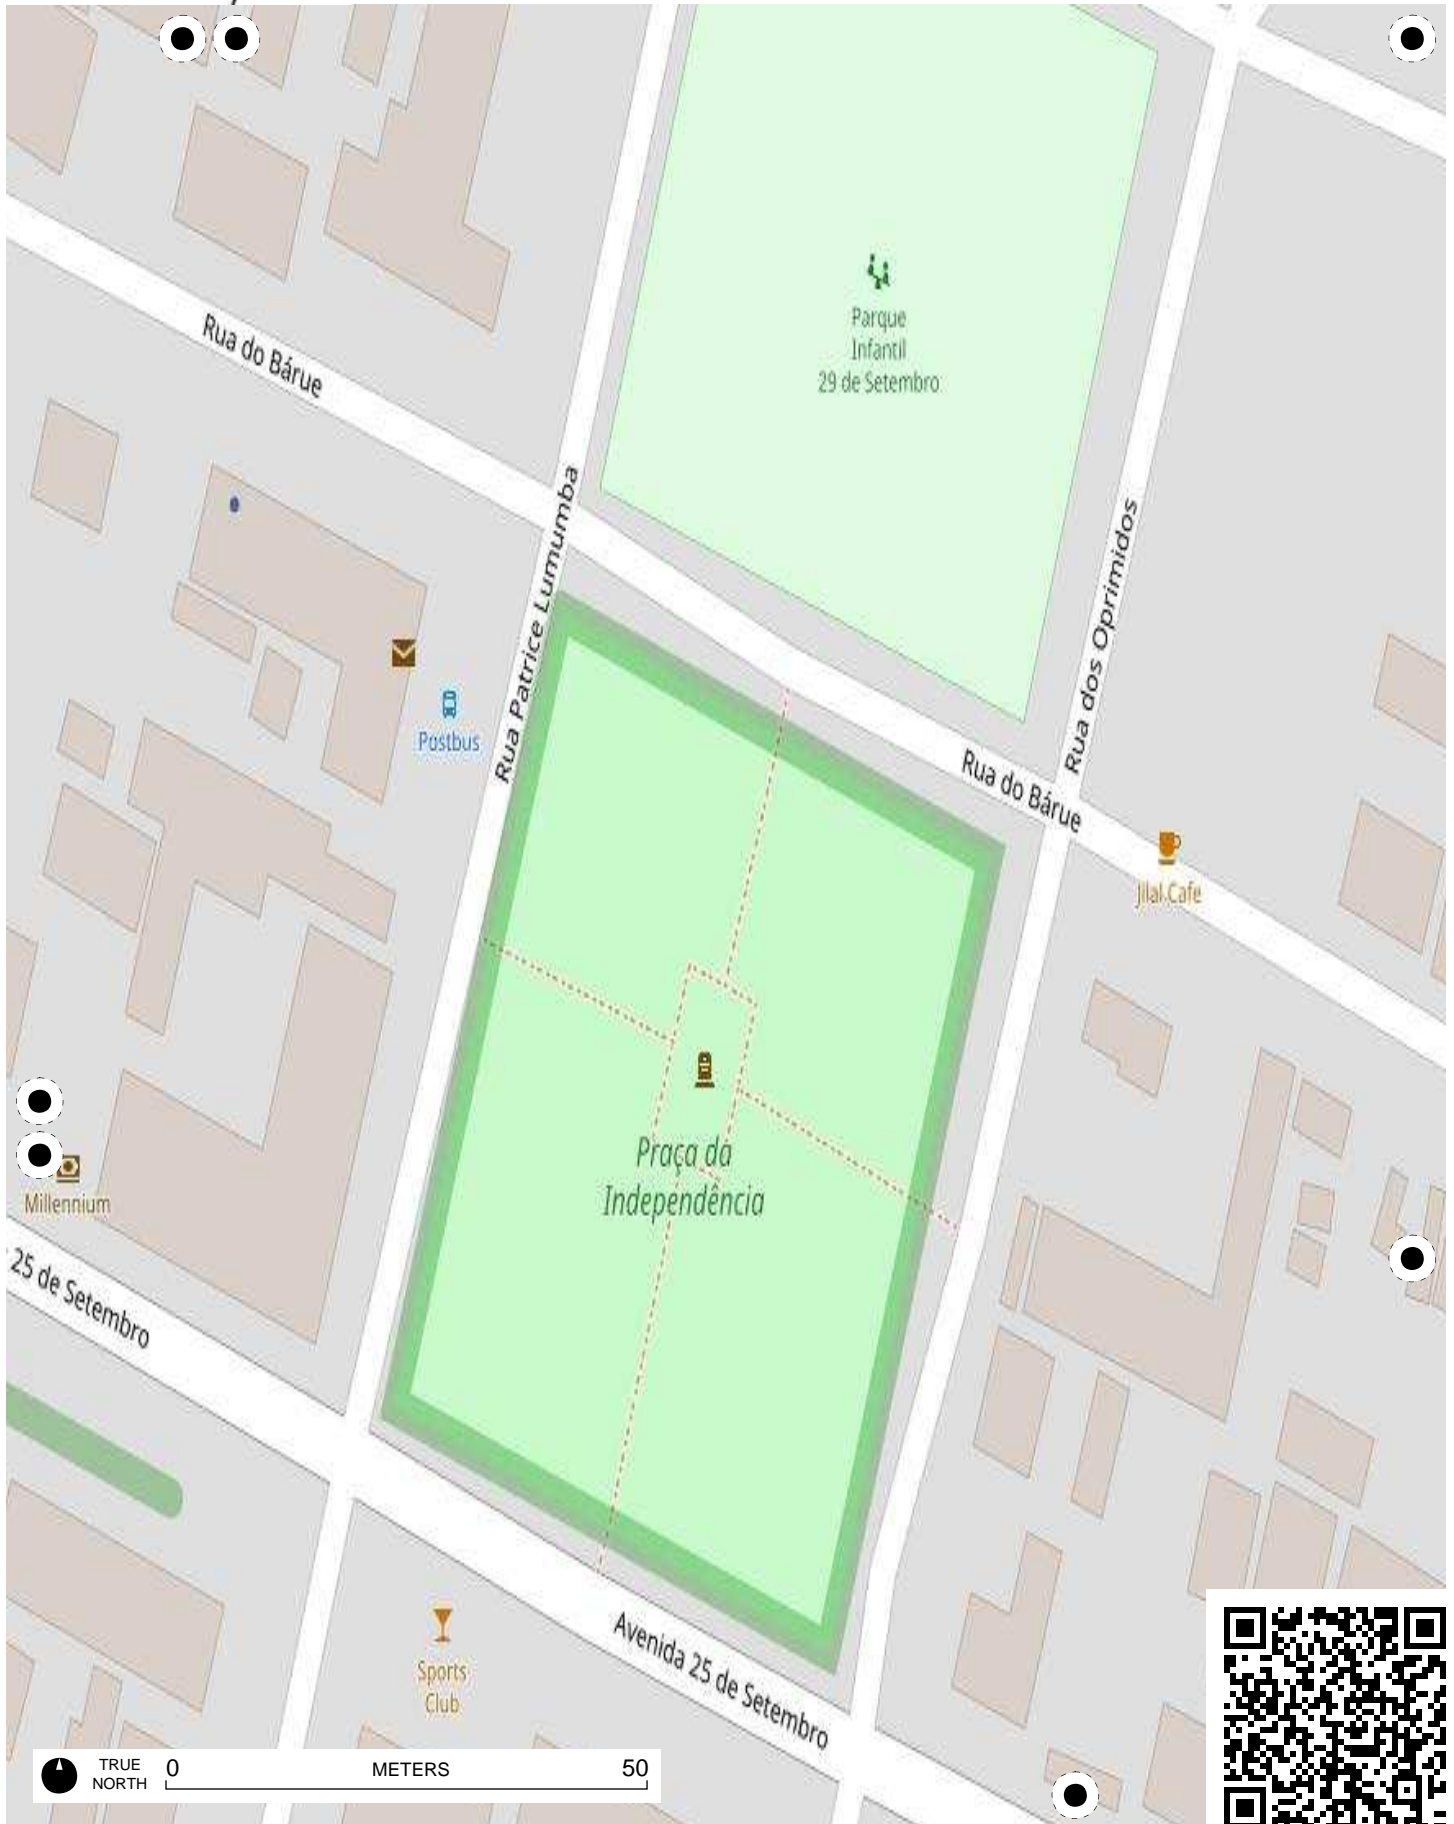 Rua do Bárue
Parque
Infantil
29 de Setembro
Rua Patrice Lumumba
Rua dos Oprimidos
Postbus
Rua do Bárue
Jilal Cafe
Praça da
Independência
Millennium
25 de Setembro
Avenida 25 de Setembro
Sports
Club
TRUE
NORTH
0 METERS 50